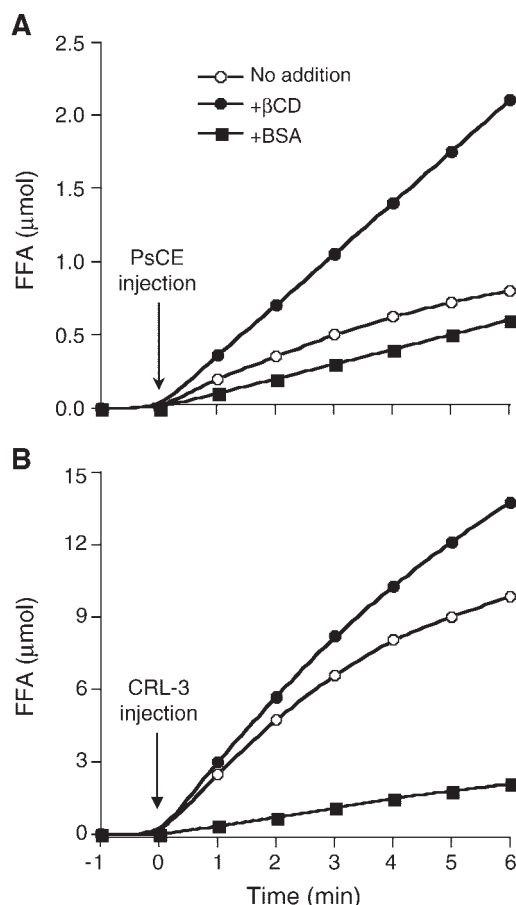 A
2.5
2.0
1.5
1.0
0.5
0.0
FFA (μmol)
No addition
+βCD
+BSA
PsCE
injection
B
15
12
9
6
3
0
FFA (μmol)
CRL-3
injection
-1 0 1 2 3 4 5 6
Time (min)